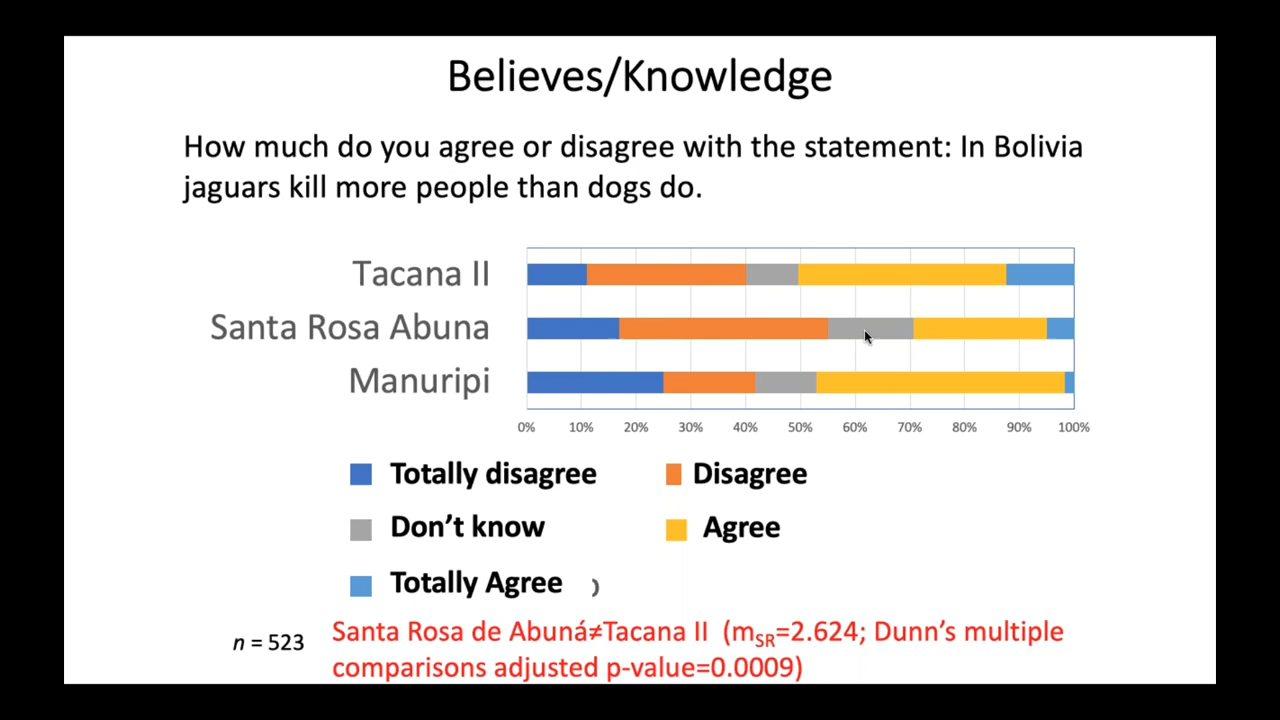 Believes/Knowledge
How much do you agree or disagree with the statement: In Bolivia
jaguars kill more people than dogs do.
Tacana II
Santa Rosa Abuna
Manuripi
0% 10% 20% 30% 40% 50% 60% 70% 80% 90% 100%
Totally disagree Disagree
Don't know Agree
Totally Agree )
n = 523
Santa Rosa de Abuná≠Tacana II (mSR=2.624; Dunn's multiple
comparisons adjusted p-value=0.0009)